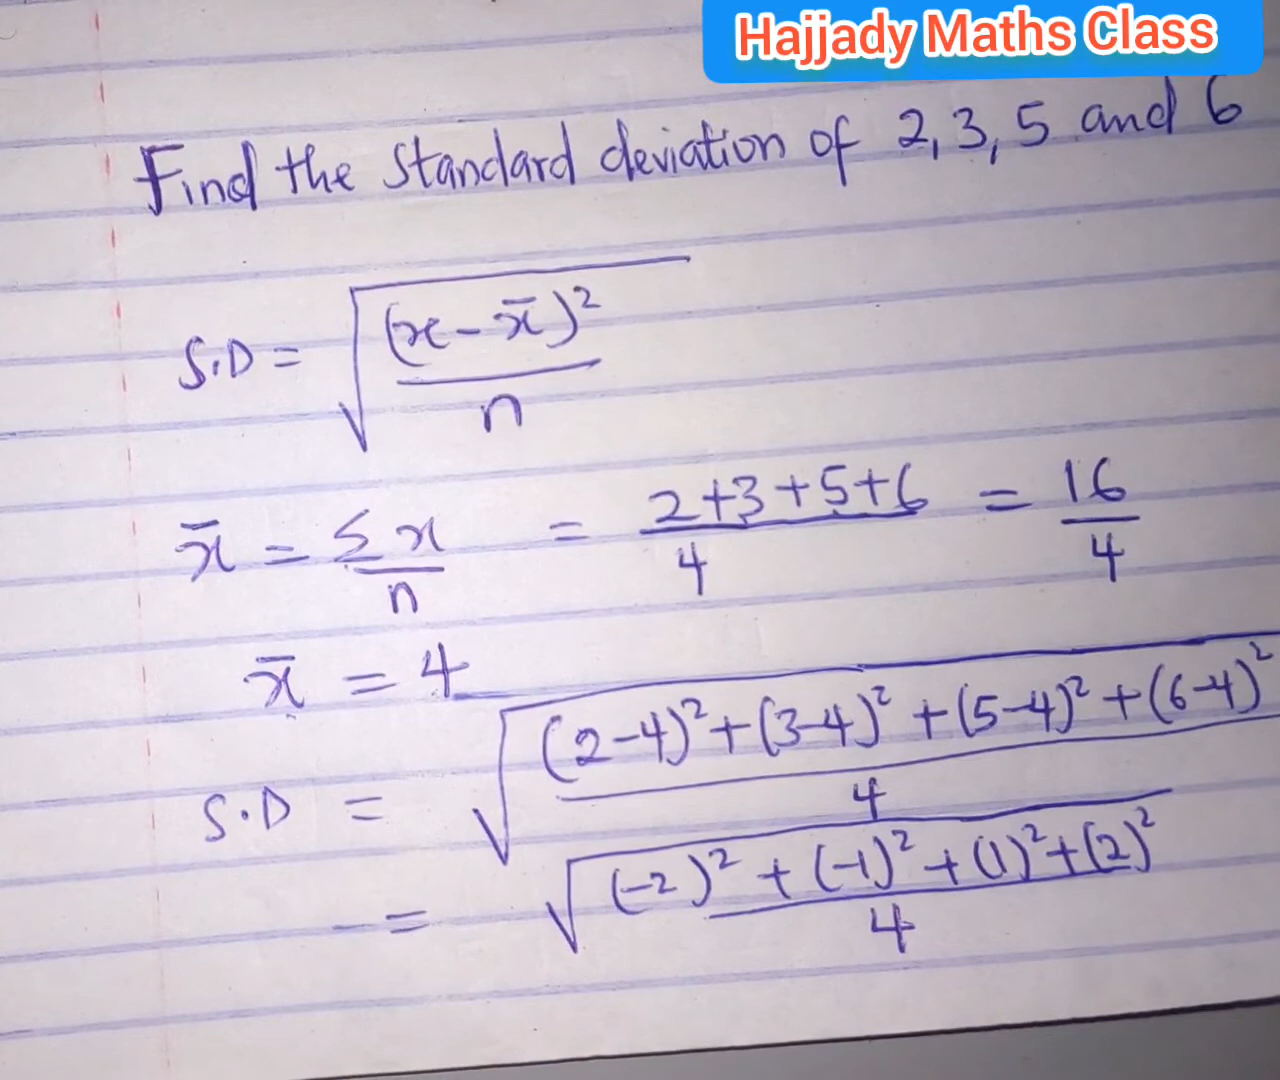 Hajjady Maths Class
Find the standard deviation of 2, 3, 5 and 6
S.D = √((x - x̄)² / n)
x̄ = Σx / n = (2+3+5+6) / 4 = 16 / 4
x̄ = 4
S.D = √(((2-4)² + (3-4)² + (5-4)² + (6-4)²) / 4)
= √(((-2)² + (-1)² + (1)² + (2)²) / 4)